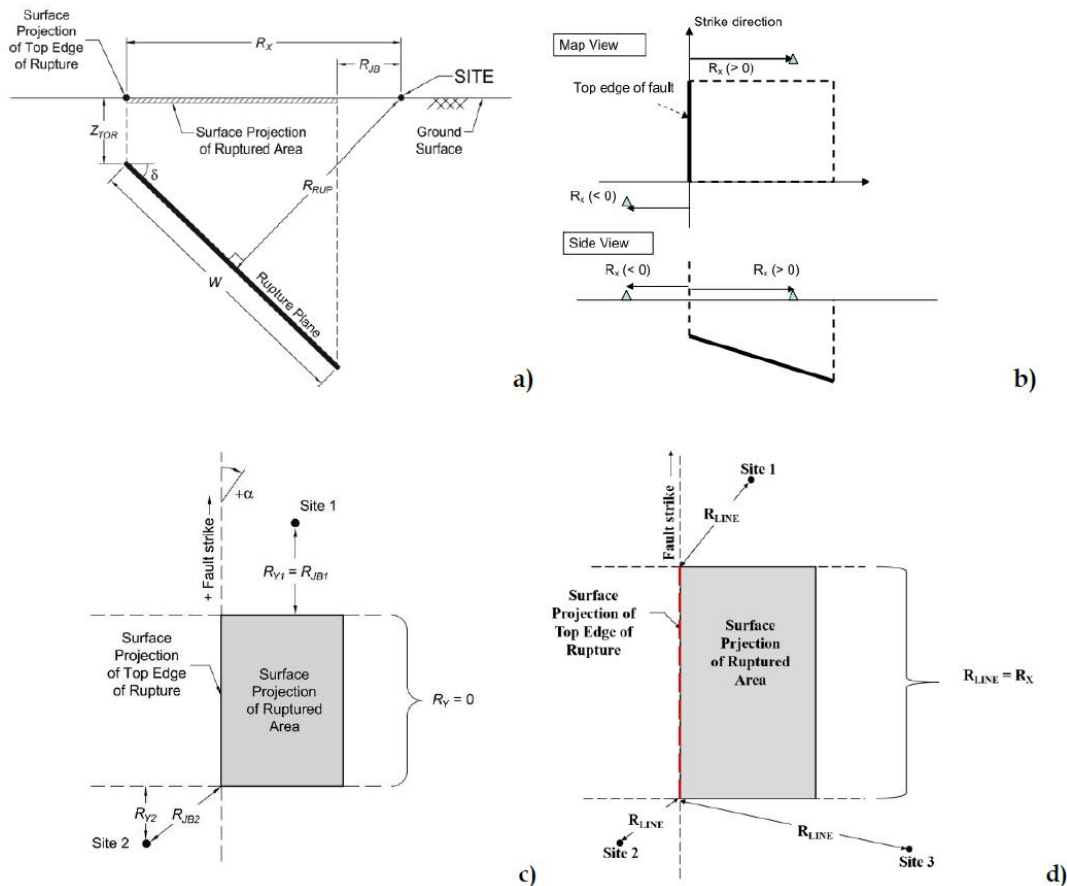 Surface
Projection
of Top Edge
of Rupture
R_X
R_JB
SITE
Z_TOR
δ
Surface Projection
of Ruptured Area
Ground
Surface
R_RUP
W
Rupture Plane
a)
Strike direction
Map View
R_x (> 0)
Top edge of fault
R_x (< 0)
Side View
R_x (< 0)
R_x (> 0)
b)
+α
+ Fault strike
Site 1
R_Y1 = R_JB1
Surface
Projection
of Top Edge
of Rupture
Surface
Projection
of Ruptured
Area
R_Y = 0
R_Y2
R_JB2
Site 2
c)
Fault strike
Site 1
R_LINE
Surface
Projection of
Top Edge of
Rupture
Surface
Prjection
of Ruptured
Area
R_LINE = R_X
R_LINE
Site 2
R_LINE
Site 3
d)